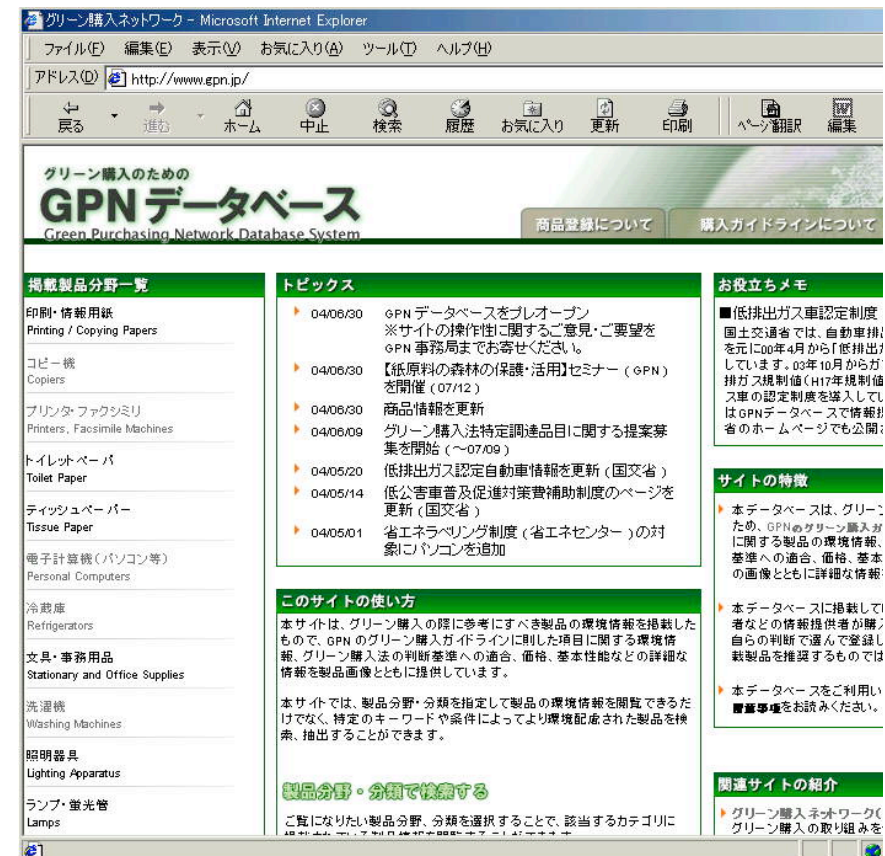 グリーン購入ネットワーク - Microsoft Internet Explorer
ファイル(F) 編集(E) 表示(V) お気に入り(A) ツール(T) ヘルプ(H)
アドレス(D) http://www.gpn.jp/
戻る 進む ホーム 中止 検索 履歴 お気に入り 更新 印刷 ページ翻訳 編集
グリーン購入のための
GPNデータベース
Green Purchasing Network Database System
商品登録について 購入ガイドラインについて
掲載製品分野一覧
印刷・情報用紙
Printing / Copying Papers
コピー機
Copiers
プリンタ・ファクシミリ
Printers, Facsimile Machines
トイレットペーパ
Toilet Paper
ティッシュペーパー
Tissue Paper
電子計算機(パソコン等)
Personal Computers
冷蔵庫
Refrigerators
文具・事務用品
Stationary and Office Supplies
洗濯機
Washing Machines
照明器具
Lighting Apparatus
ランプ・蛍光管
Lamps
トピックス
04/06/30 GPN データベースをプレオープン
※サイトの操作性に関するご意見・ご要望を
GPN 事務局までお寄せください。
04/06/30 【紙原料の森林の保護・活用】セミナー ( GPN )
を開催 ( 07/12 )
04/06/30 商品情報を更新
04/06/09 グリーン購入法特定調達品目に関する提案募
集を開始 ( ～07/09 )
04/05/20 低排出ガス認定自動車情報を更新 ( 国交省 )
04/05/14 低公害車普及促進対策費補助制度のページを
更新 ( 国交省 )
04/05/01 省エネラベリング制度 ( 省エネセンター )の対
象にパソコンを追加
このサイトの使い方
本サイトは、グリーン購入の際に参考にすべき製品の環境情報を掲載した
もので、GPN のグリーン購入ガイドラインに則した項目に関する環境情
報、グリーン購入法の判断基準への適合、価格、基本性能などの詳細な
情報を製品画像とともに提供しています。
本サイトでは、製品分野・分類を指定して製品の環境情報を閲覧できるだ
けでなく、特定のキーワードや条件によってより環境配慮された製品を検
索、抽出することができます。
製品分野・分類で検索する
ご覧になりたい製品分野、分類を選択することで、該当するカテゴリに
お役立ちメモ
■低排出ガス車認定制度
国土交通省では、自動車排
を元に00年4月から「低排出
しています。03年10月からガ
排ガス規制値(H17年規制値
ス車の認定制度を導入してい
はGPNデータベースで情報
省のホームページでも公開
サイトの特徴
本データベースは、グリーン
ため、GPNのグリーン購入ガ
に関する製品の環境情報、
基準への適合、価格、基本
の画像とともに詳細な情報
本データベースに掲載して
者などの情報提供者が購入
自らの判断で選んで登録し
載製品を推奨するものでは
本データベースをご利用い
をお読みください。
関連サイトの紹介
グリーン購入ネットワーク(
グリーン購入の取り組みを